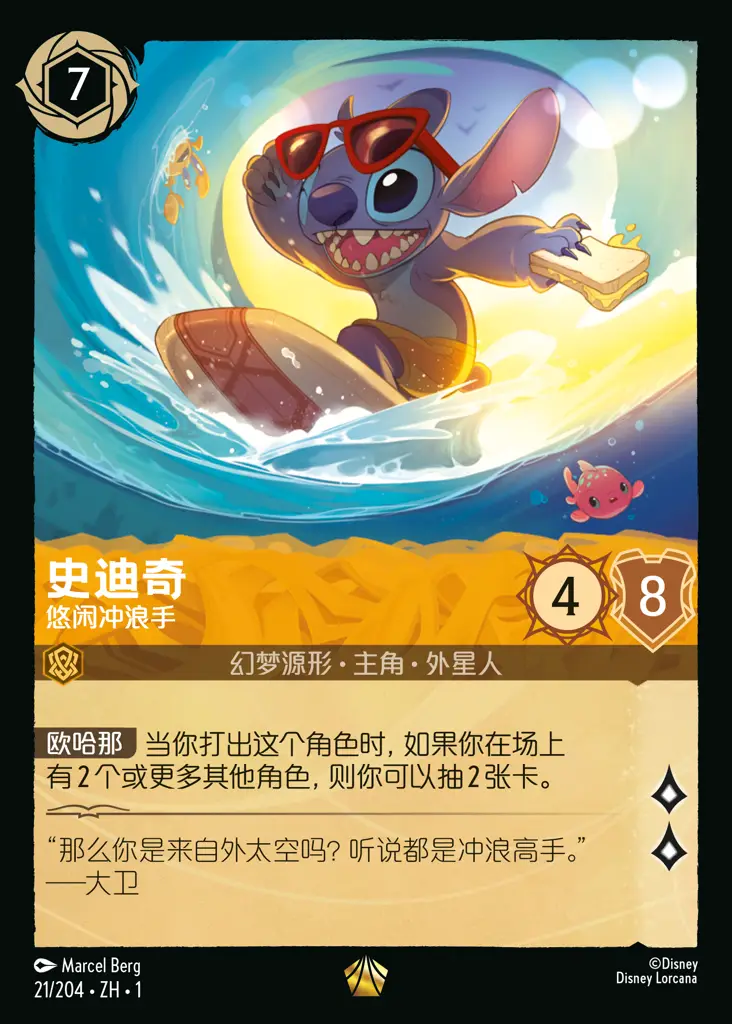 7
史迪奇
悠闲冲浪手
4
8
幻梦源形 • 主角 • 外星人
欧哈那 当你打出这个角色时, 如果你在场上
有2个或更多其他角色, 则你可以抽2张卡。
“那么你是来自外太空吗? 听说都是冲浪高手。”
——大卫
Marcel Berg
21/204 • ZH • 1
©Disney
Disney Lorcana